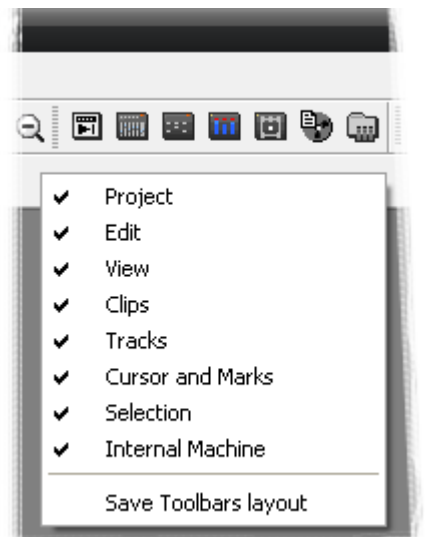 Project
Edit
View
Clips
Tracks
Cursor and Marks
Selection
Internal Machine
Save Toolbars layout